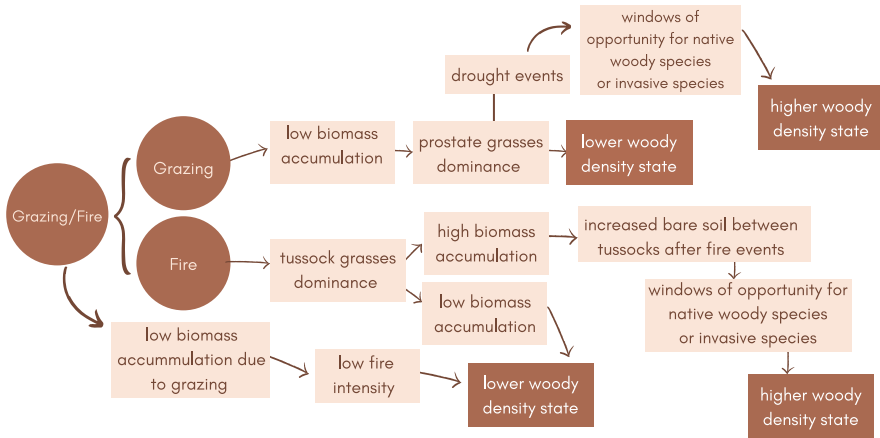 windows of
opportunity for native
woody species
or invasive species
drought events
higher woody
density state
low biomass
accumulation
prostate grasses
dominance
lower woody
density state
Grazing
Grazing/Fire
Fire
tussock grasses
dominance
high biomass
accumulation
increased bare soil between
tussocks after fire events
low biomass
accumulation
windows of opportunity for
native woody species
or invasive species
low biomass
accummulation due
to grazing
low fire
intensity
lower woody
density state
higher woody
density state